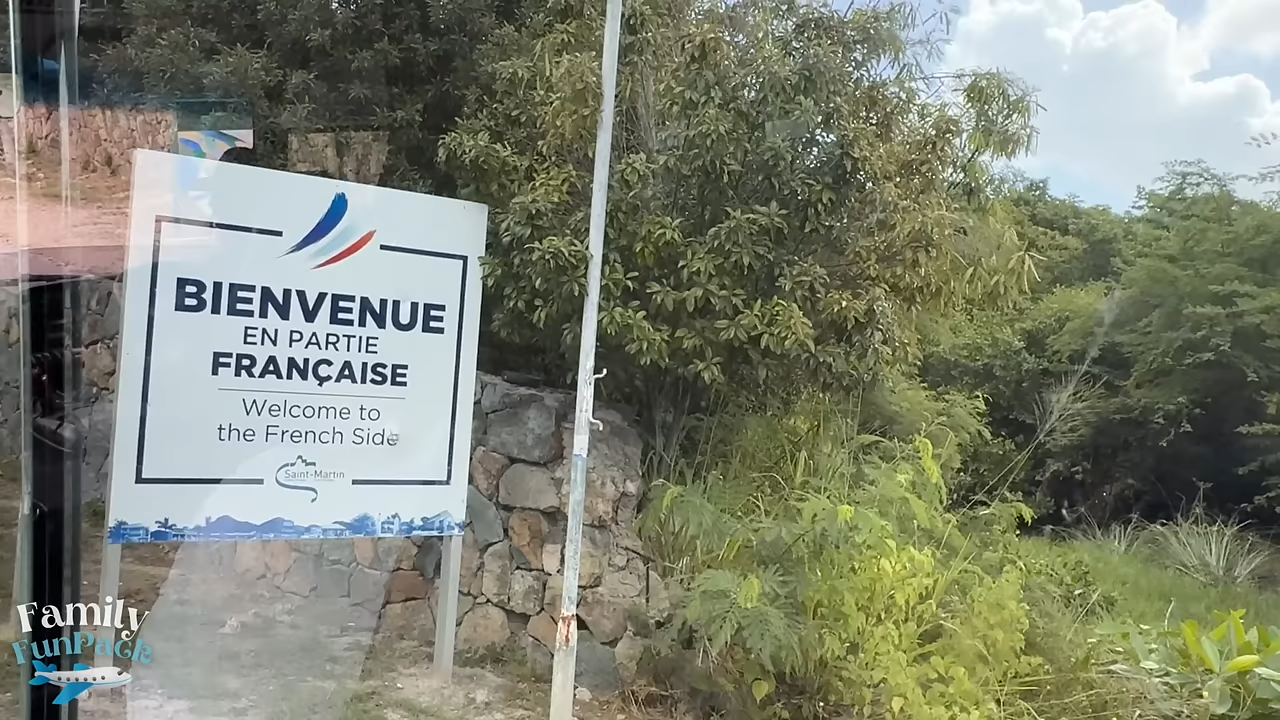 BIENVENUE
EN PARTIE
FRANÇAISE
Welcome to
the French Side
Saint-Martin
Family
FunPack